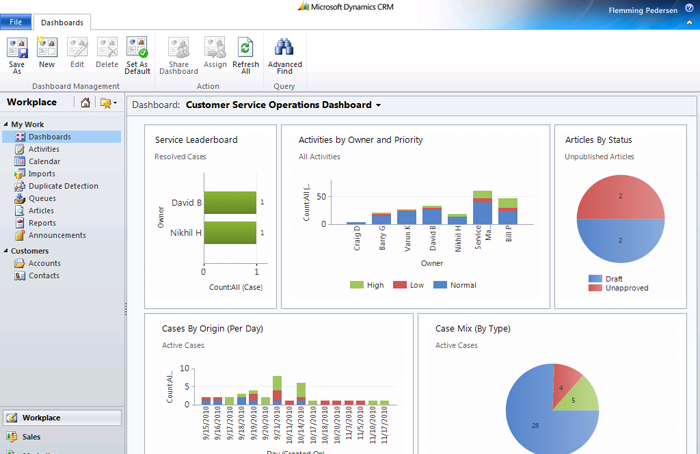 Microsoft Dynamics CRM
Flemming Pedersen
File
Dashboards
Save As
New
Edit
Delete
Set As Default
Share Dashboard
Assign
Refresh All
Advanced Find
Dashboard Management
Action
Query
Workplace
My Work
Dashboards
Activities
Calendar
Imports
Duplicate Detection
Queues
Articles
Reports
Announcements
Customers
Accounts
Contacts
Workplace
Sales
Dashboard: Customer Service Operations Dashboard
Service Leaderboard
Resolved Cases
Owner
David B
1
Nikhil H
1
0
1
Count:All (Case)
Activities by Owner and Priority
All Activities
Count:All (...
50
0
Craig D
Barry G
Varun K
David B
Nikhil H
Service Ma...
Bill P
Owner
High
Low
Normal
Articles By Status
Unpublished Articles
2
2
Draft
Unapproved
Cases By Origin (Per Day)
Active Cases
Count:Al...
10
5
0
9/15/2010
9/16/2010
9/17/2010
9/18/2010
9/19/2010
9/20/2010
9/21/2010
10/11/2010
10/14/2010
10/17/2010
10/18/2010
10/20/2010
11/3/2010
11/5/2010
11/10/2010
11/17/2010
Day (Created On)
Case Mix (By Type)
Active Cases
4
5
28